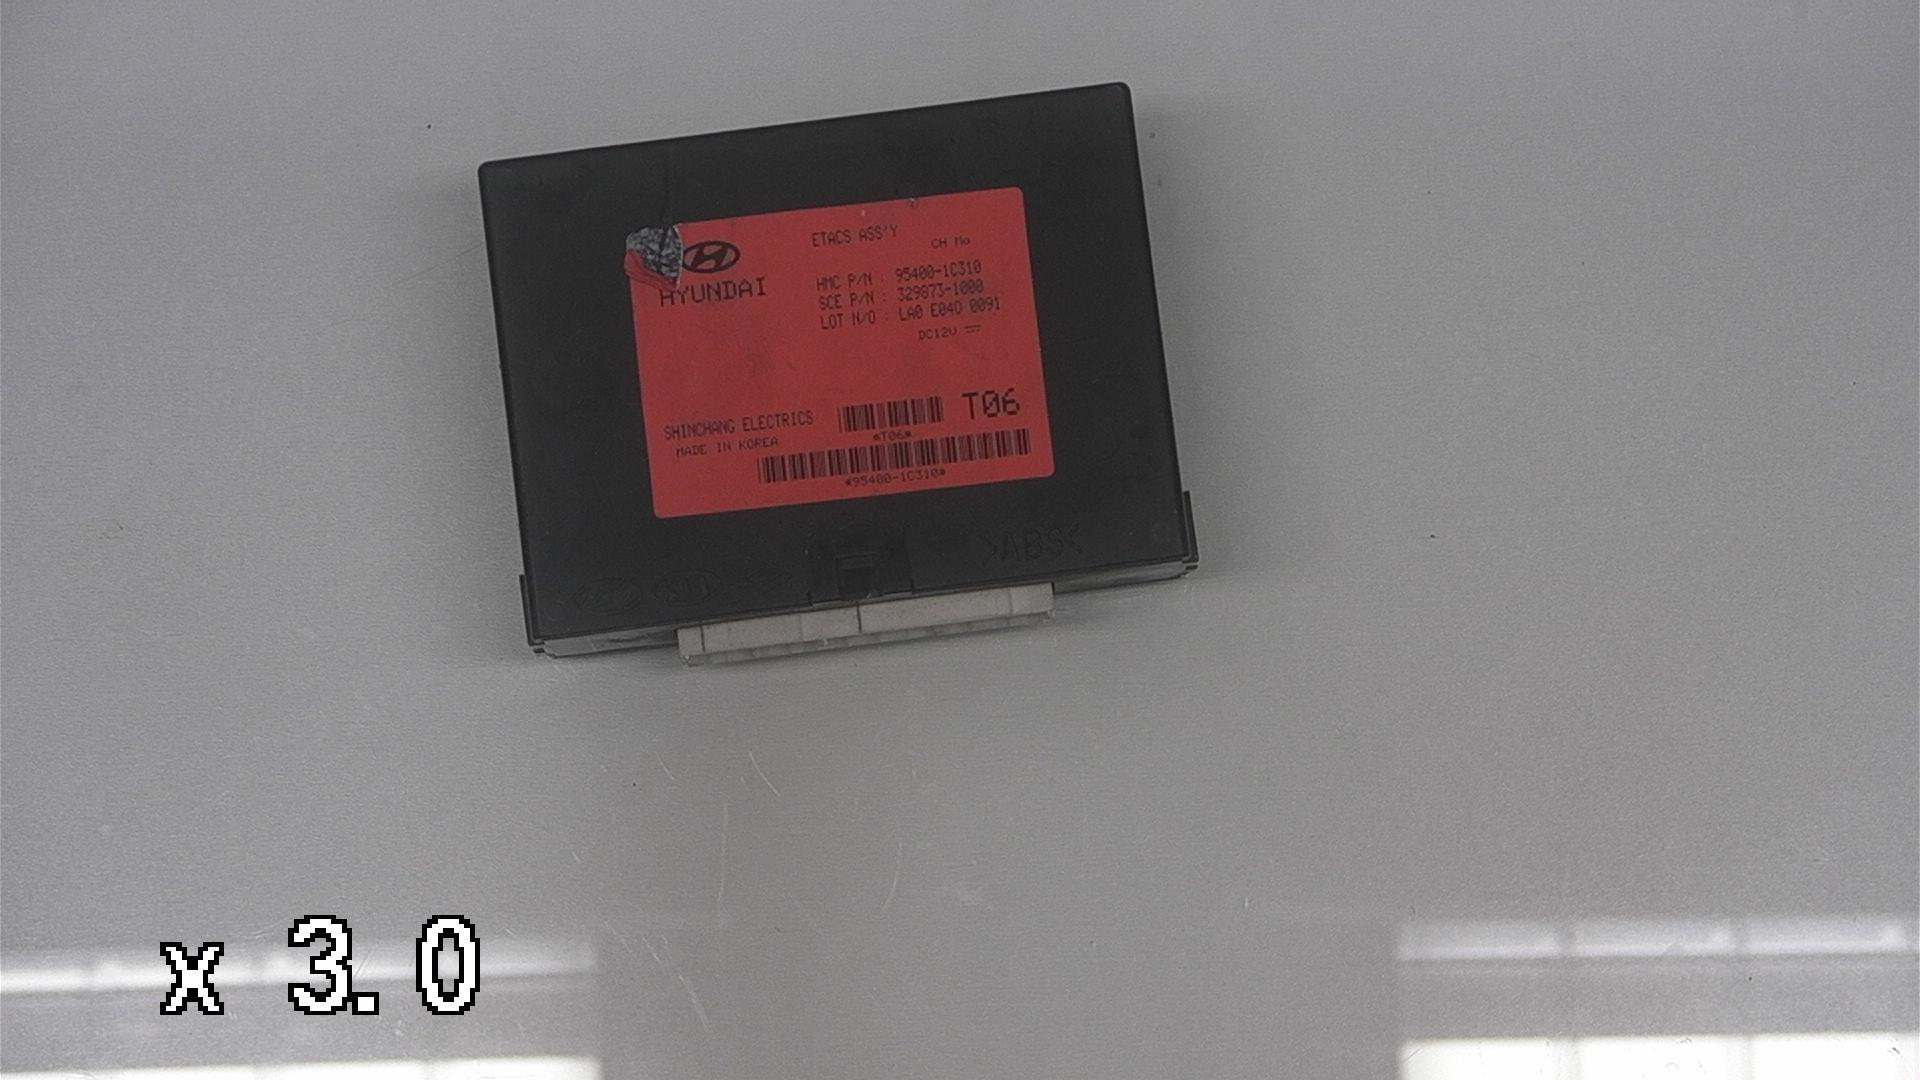 ETACS ASS'Y
CH Mo
HYUNDAI
HMC P/N : 95400-1C310
SCE P/N : 329873-1000
LOT N/O : LA0 E040 0091
DC12V
SHINCHANG ELECTRICS
MADE IN KOREA
T06
*T06*
*95400-1C310*
>ABS<
KIA
x 3.0